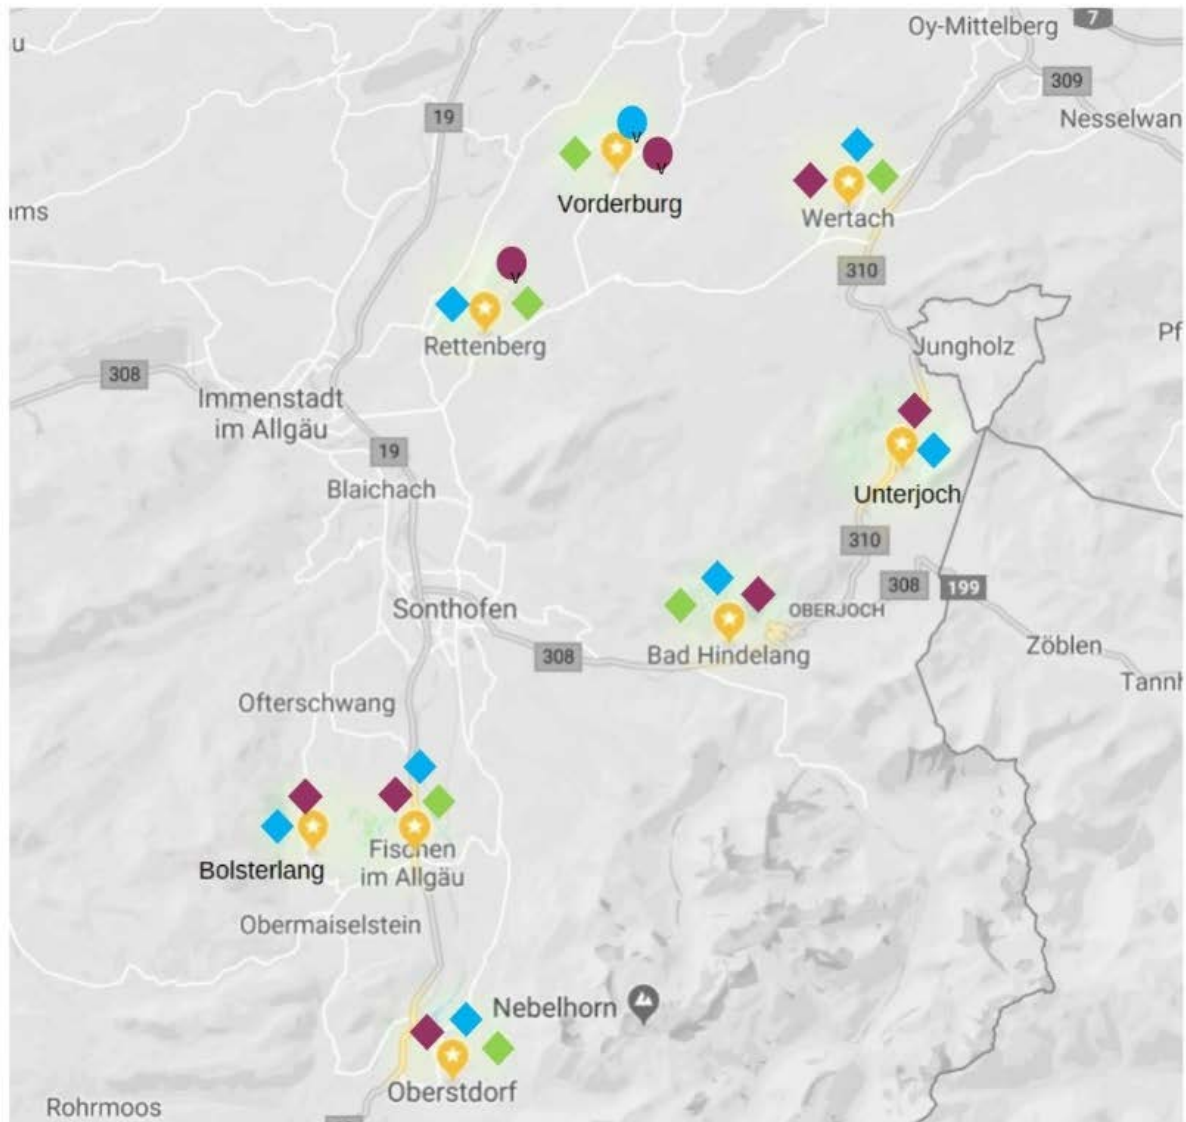 u
7
Oy-Mittelberg
309
19
Nesselwan
v
v
Vorderburg
ms
Wertach
310
v
Rettenberg
Jungholz
Pf
308
Immenstadt
im Allgäu
19
Blaichach
Unterjoch
310
308
199
OBERJOCH
Sonthofen
308
Bad Hindelang
Zöblen
Tannh
Ofterschwang
Bolsterlang
Fischen
im Allgäu
Obermaiselstein
Nebelhorn
Oberstdorf
Rohrmoos